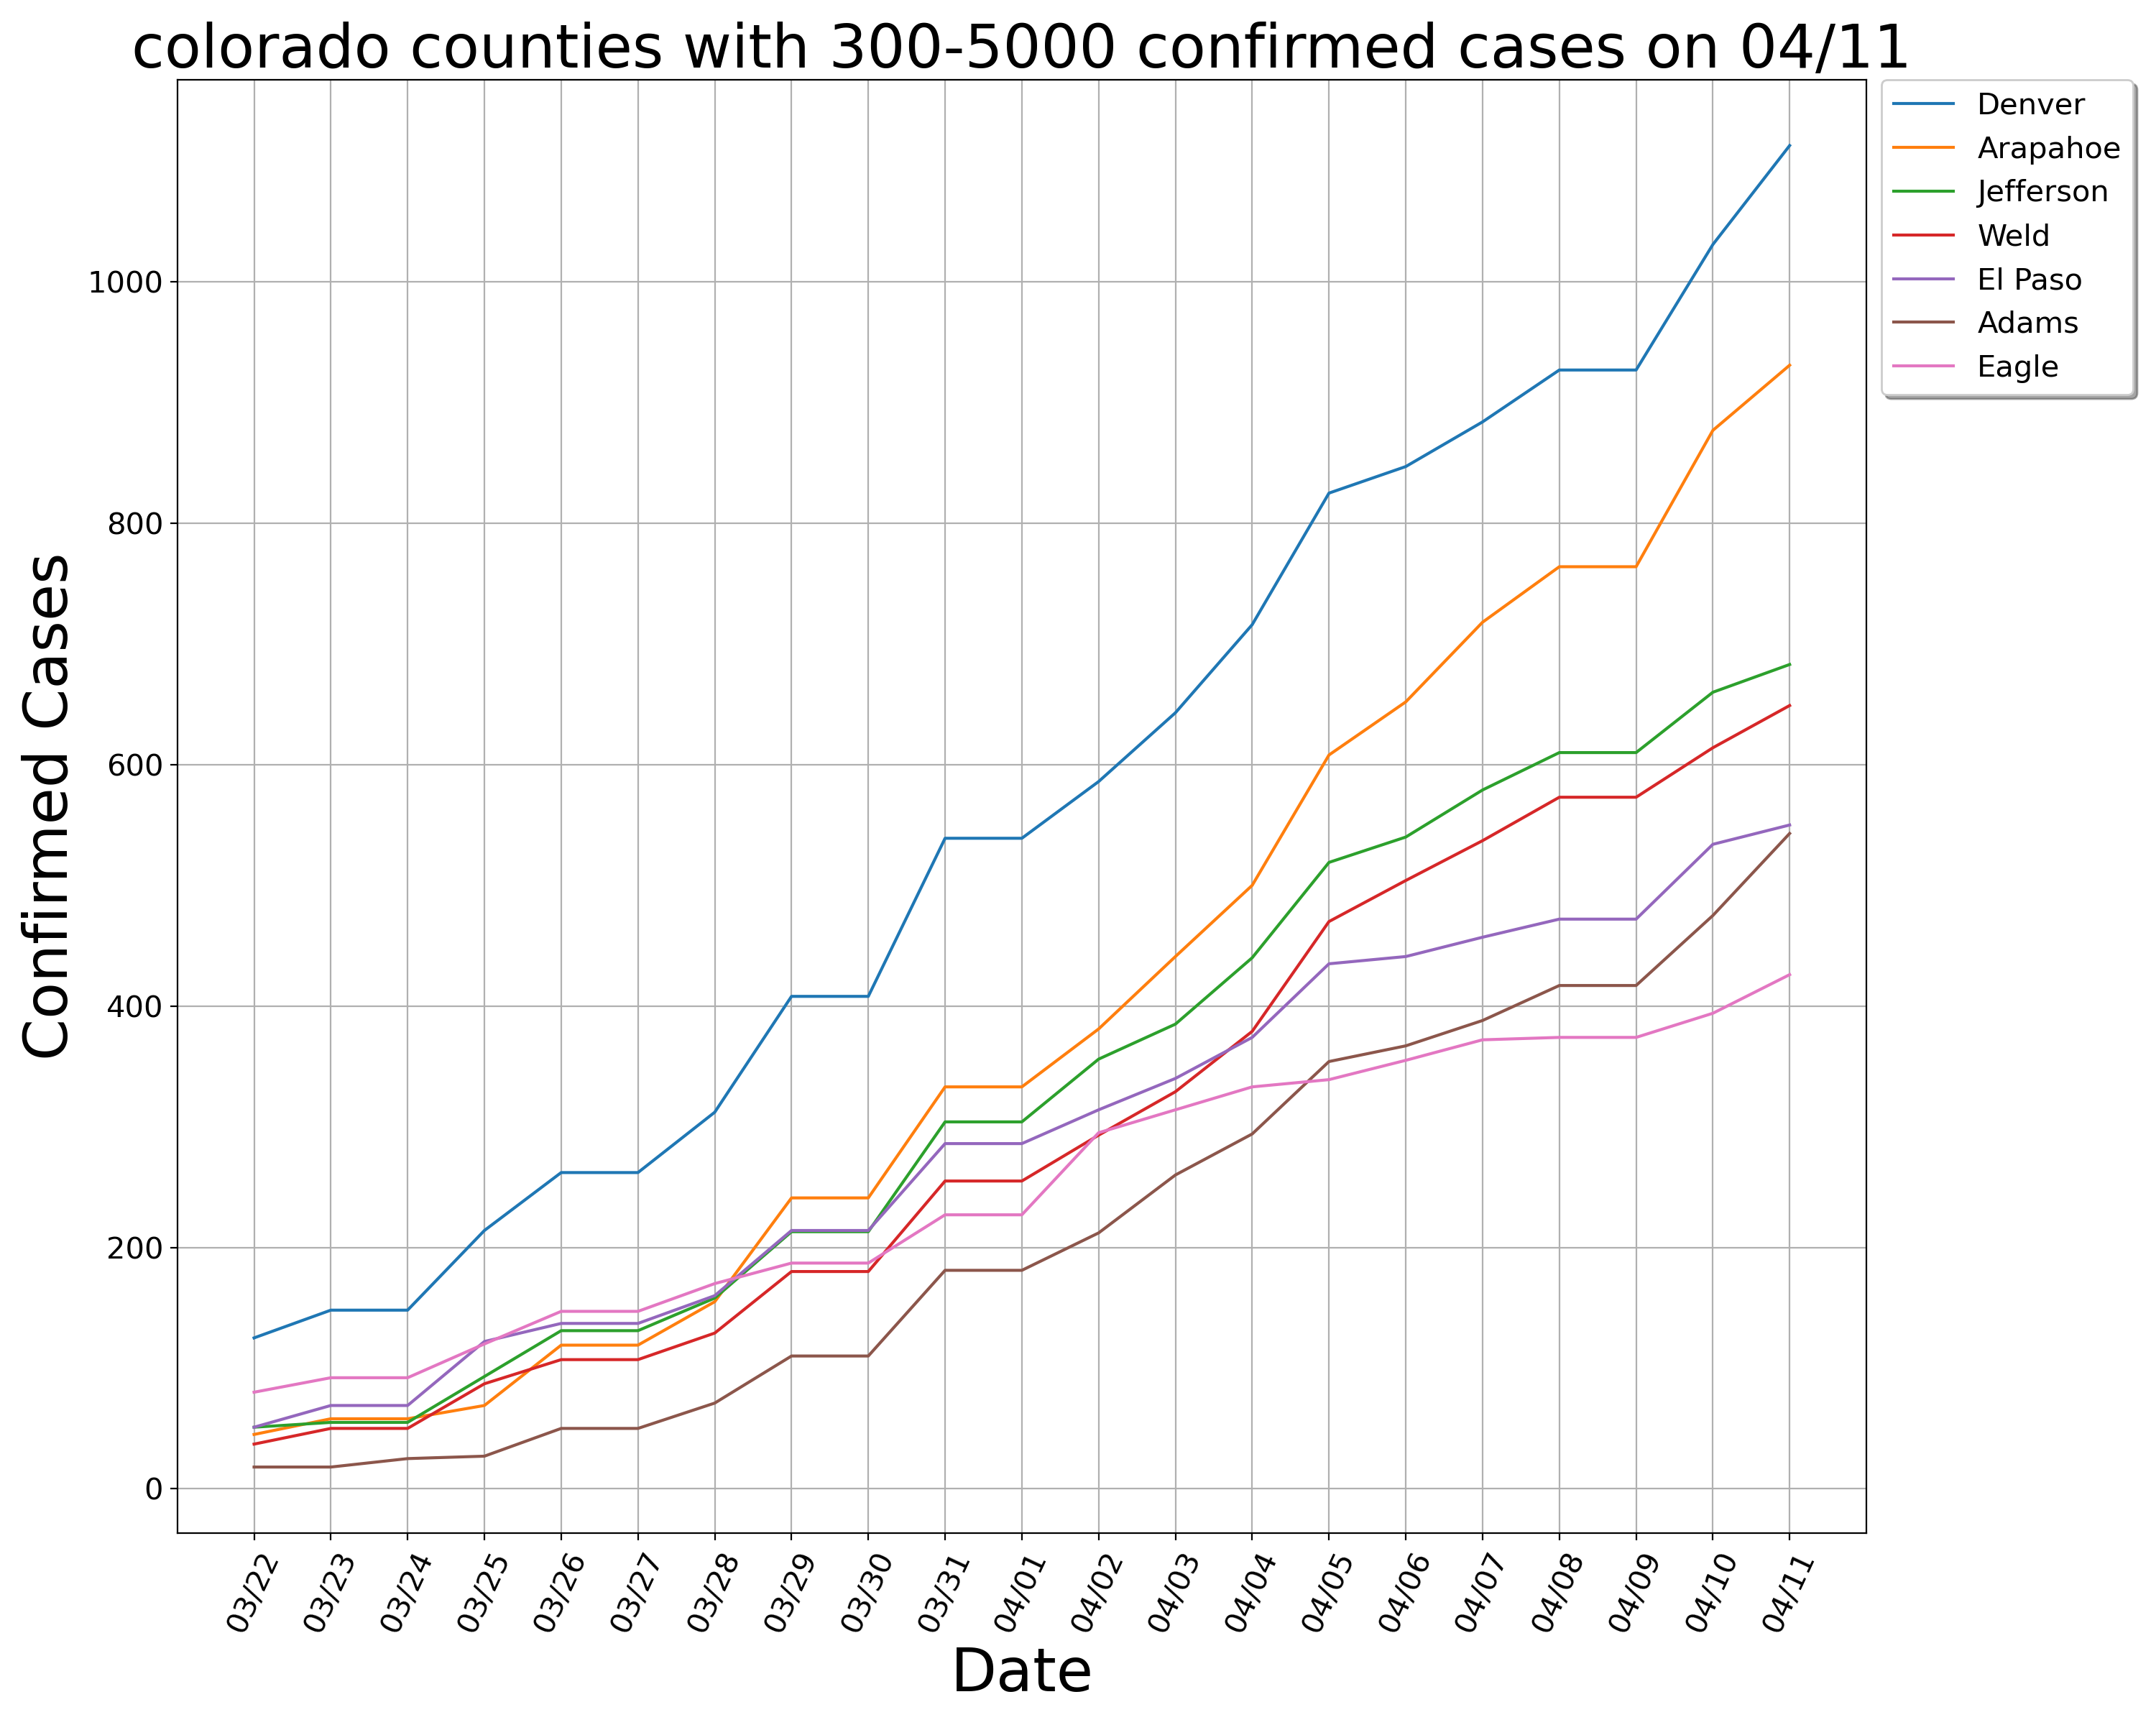 colorado counties with 300-5000 confirmed cases on 04/11
Denver
Arapahoe
Jefferson
Weld
El Paso
Adams
Eagle
Confirmed Cases
1000
800
600
400
200
0
03/22
03/23
03/24
03/25
03/26
03/27
03/28
03/29
03/30
03/31
04/01
04/02
04/03
04/04
04/05
04/06
04/07
04/08
04/09
04/10
04/11
Date